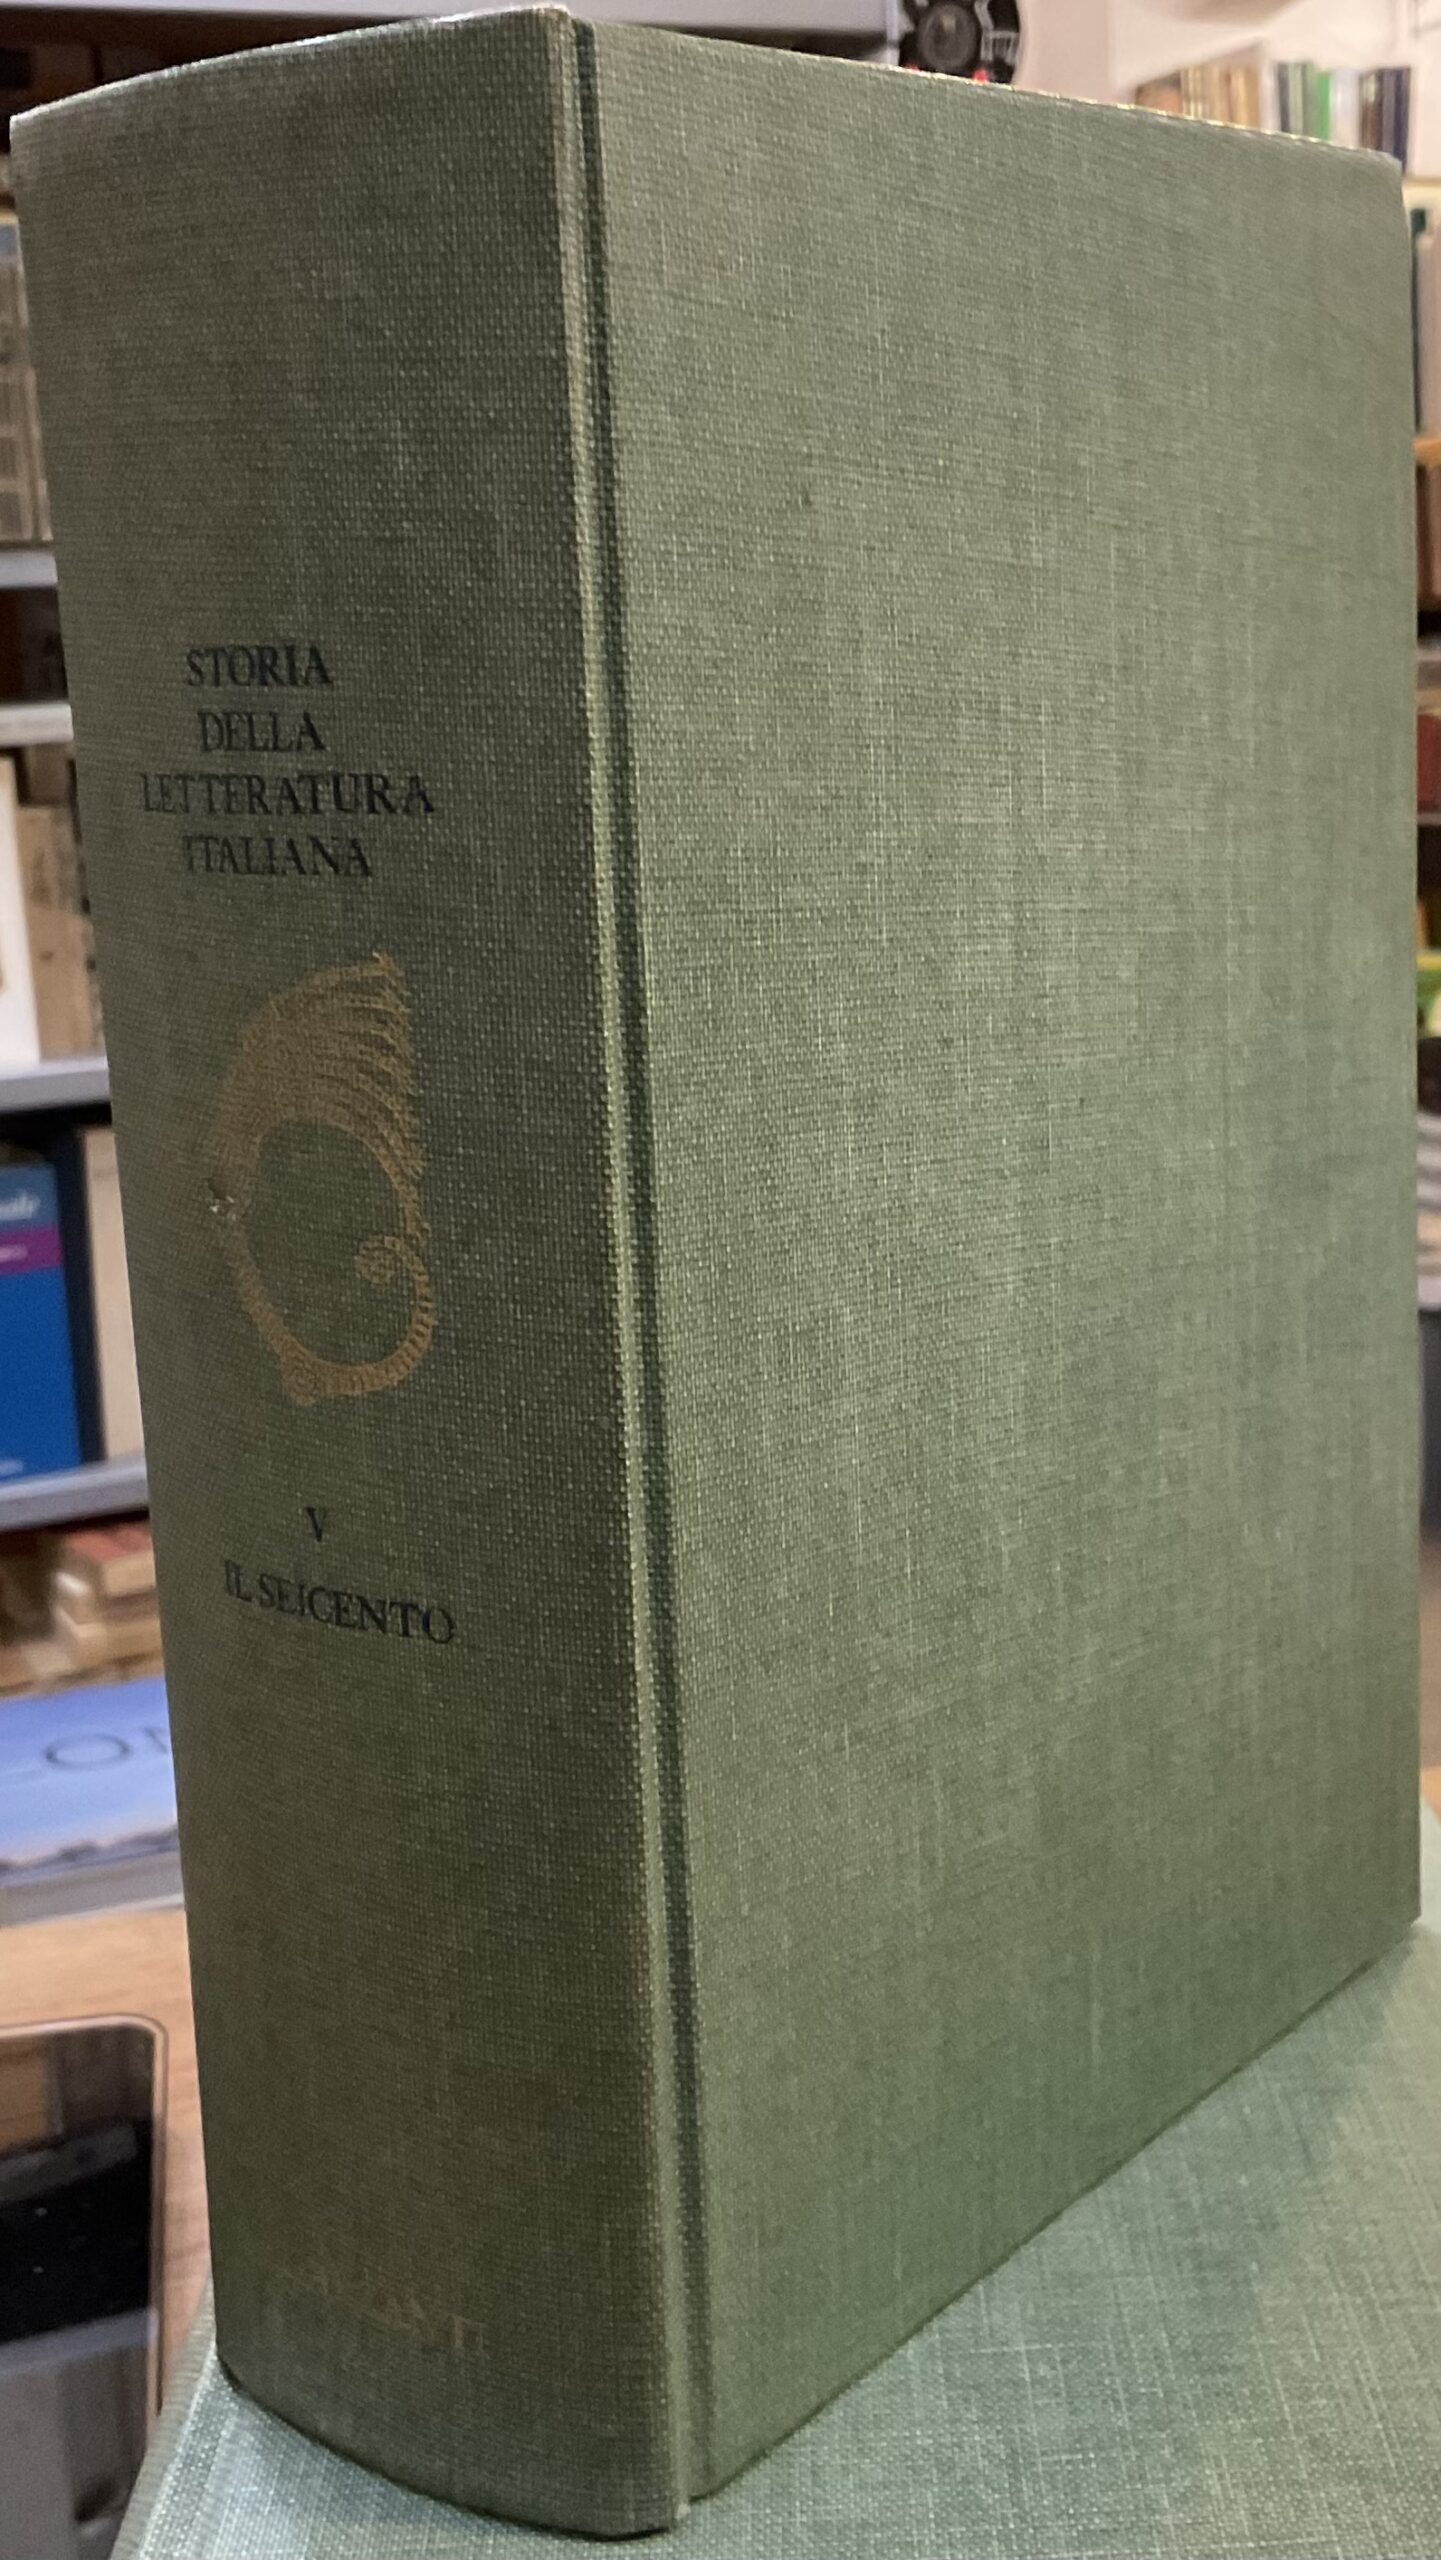 STORIA
DELLA
LETTERATURA
ITALIANA
V
IL SEICENTO